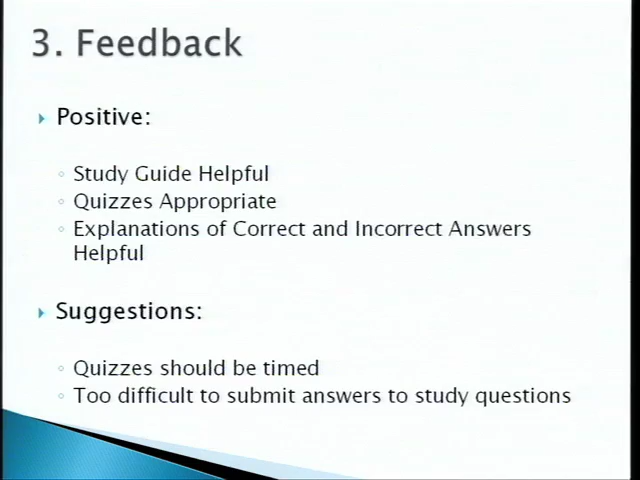 3. Feedback
Positive:
Study Guide Helpful
Quizzes Appropriate
Explanations of Correct and Incorrect Answers
Helpful
Suggestions:
Quizzes should be timed
Too difficult to submit answers to study questions